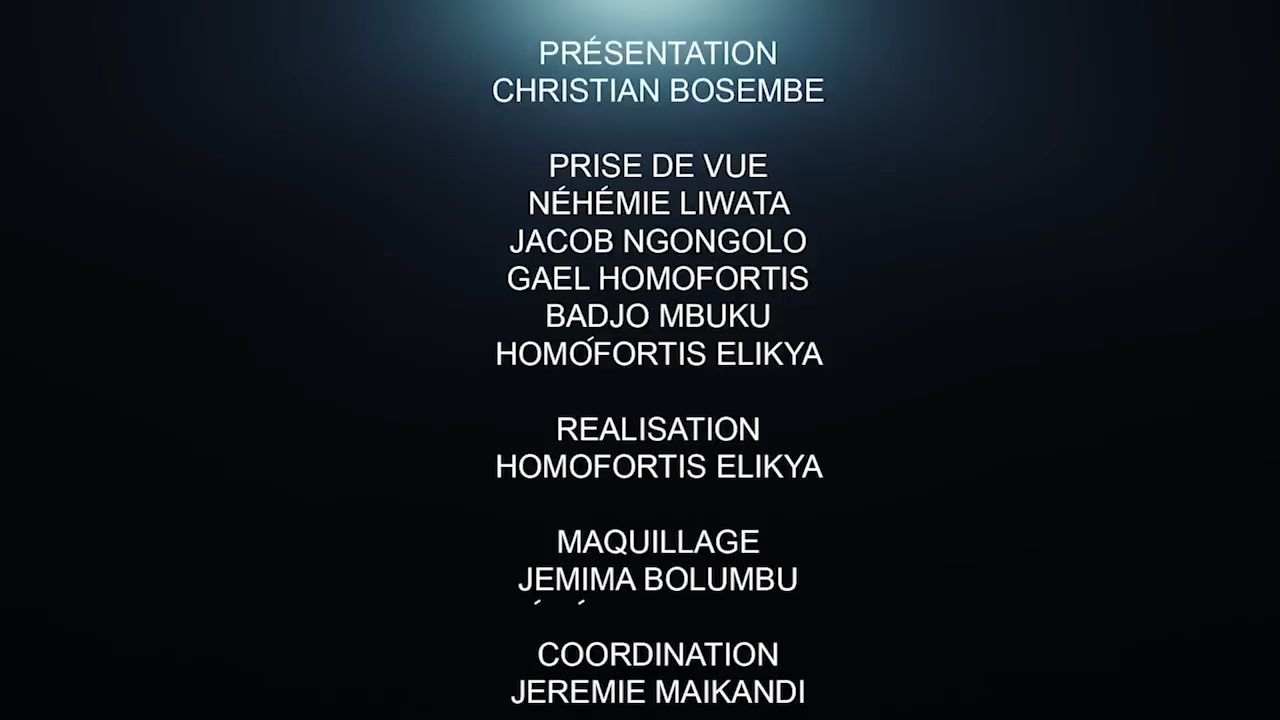 PRÉSENTATION
CHRISTIAN BOSEMBE
PRISE DE VUE
NÉHÉMIE LIWATA
JACOB NGONGOLO
GAEL HOMOFORTIS
BADJO MBUKU
HOMOFORTIS ELIKYA
REALISATION
HOMOFORTIS ELIKYA
MAQUILLAGE
JEMIMA BOLUMBU
COORDINATION
JEREMIE MAIKANDI